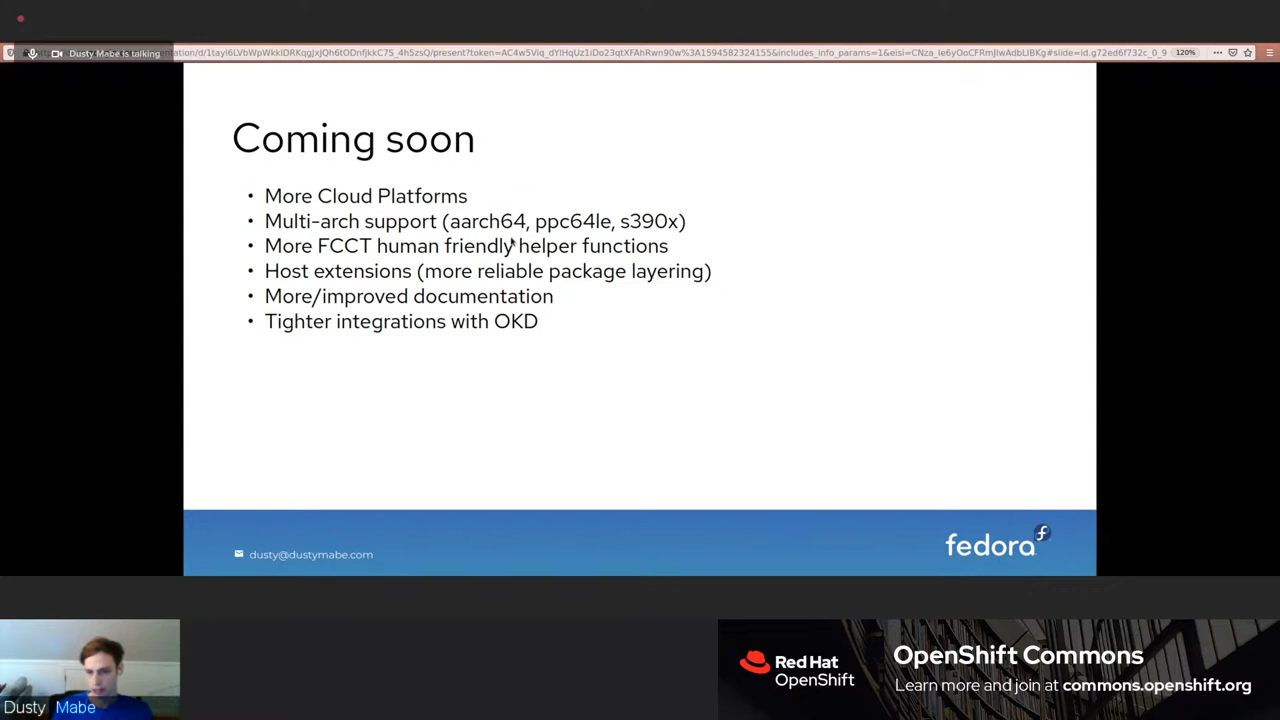 Dusty Mabe is talking
120%
Coming soon
• More Cloud Platforms
• Multi-arch support (aarch64, ppc64le, s390x)
• More FCCT human friendly helper functions
• Host extensions (more reliable package layering)
• More/improved documentation
• Tighter integrations with OKD
dusty@dustymabe.com
fedora
Dusty Mabe
Red Hat
OpenShift
OpenShift Commons
Learn more and join at commons.openshift.org